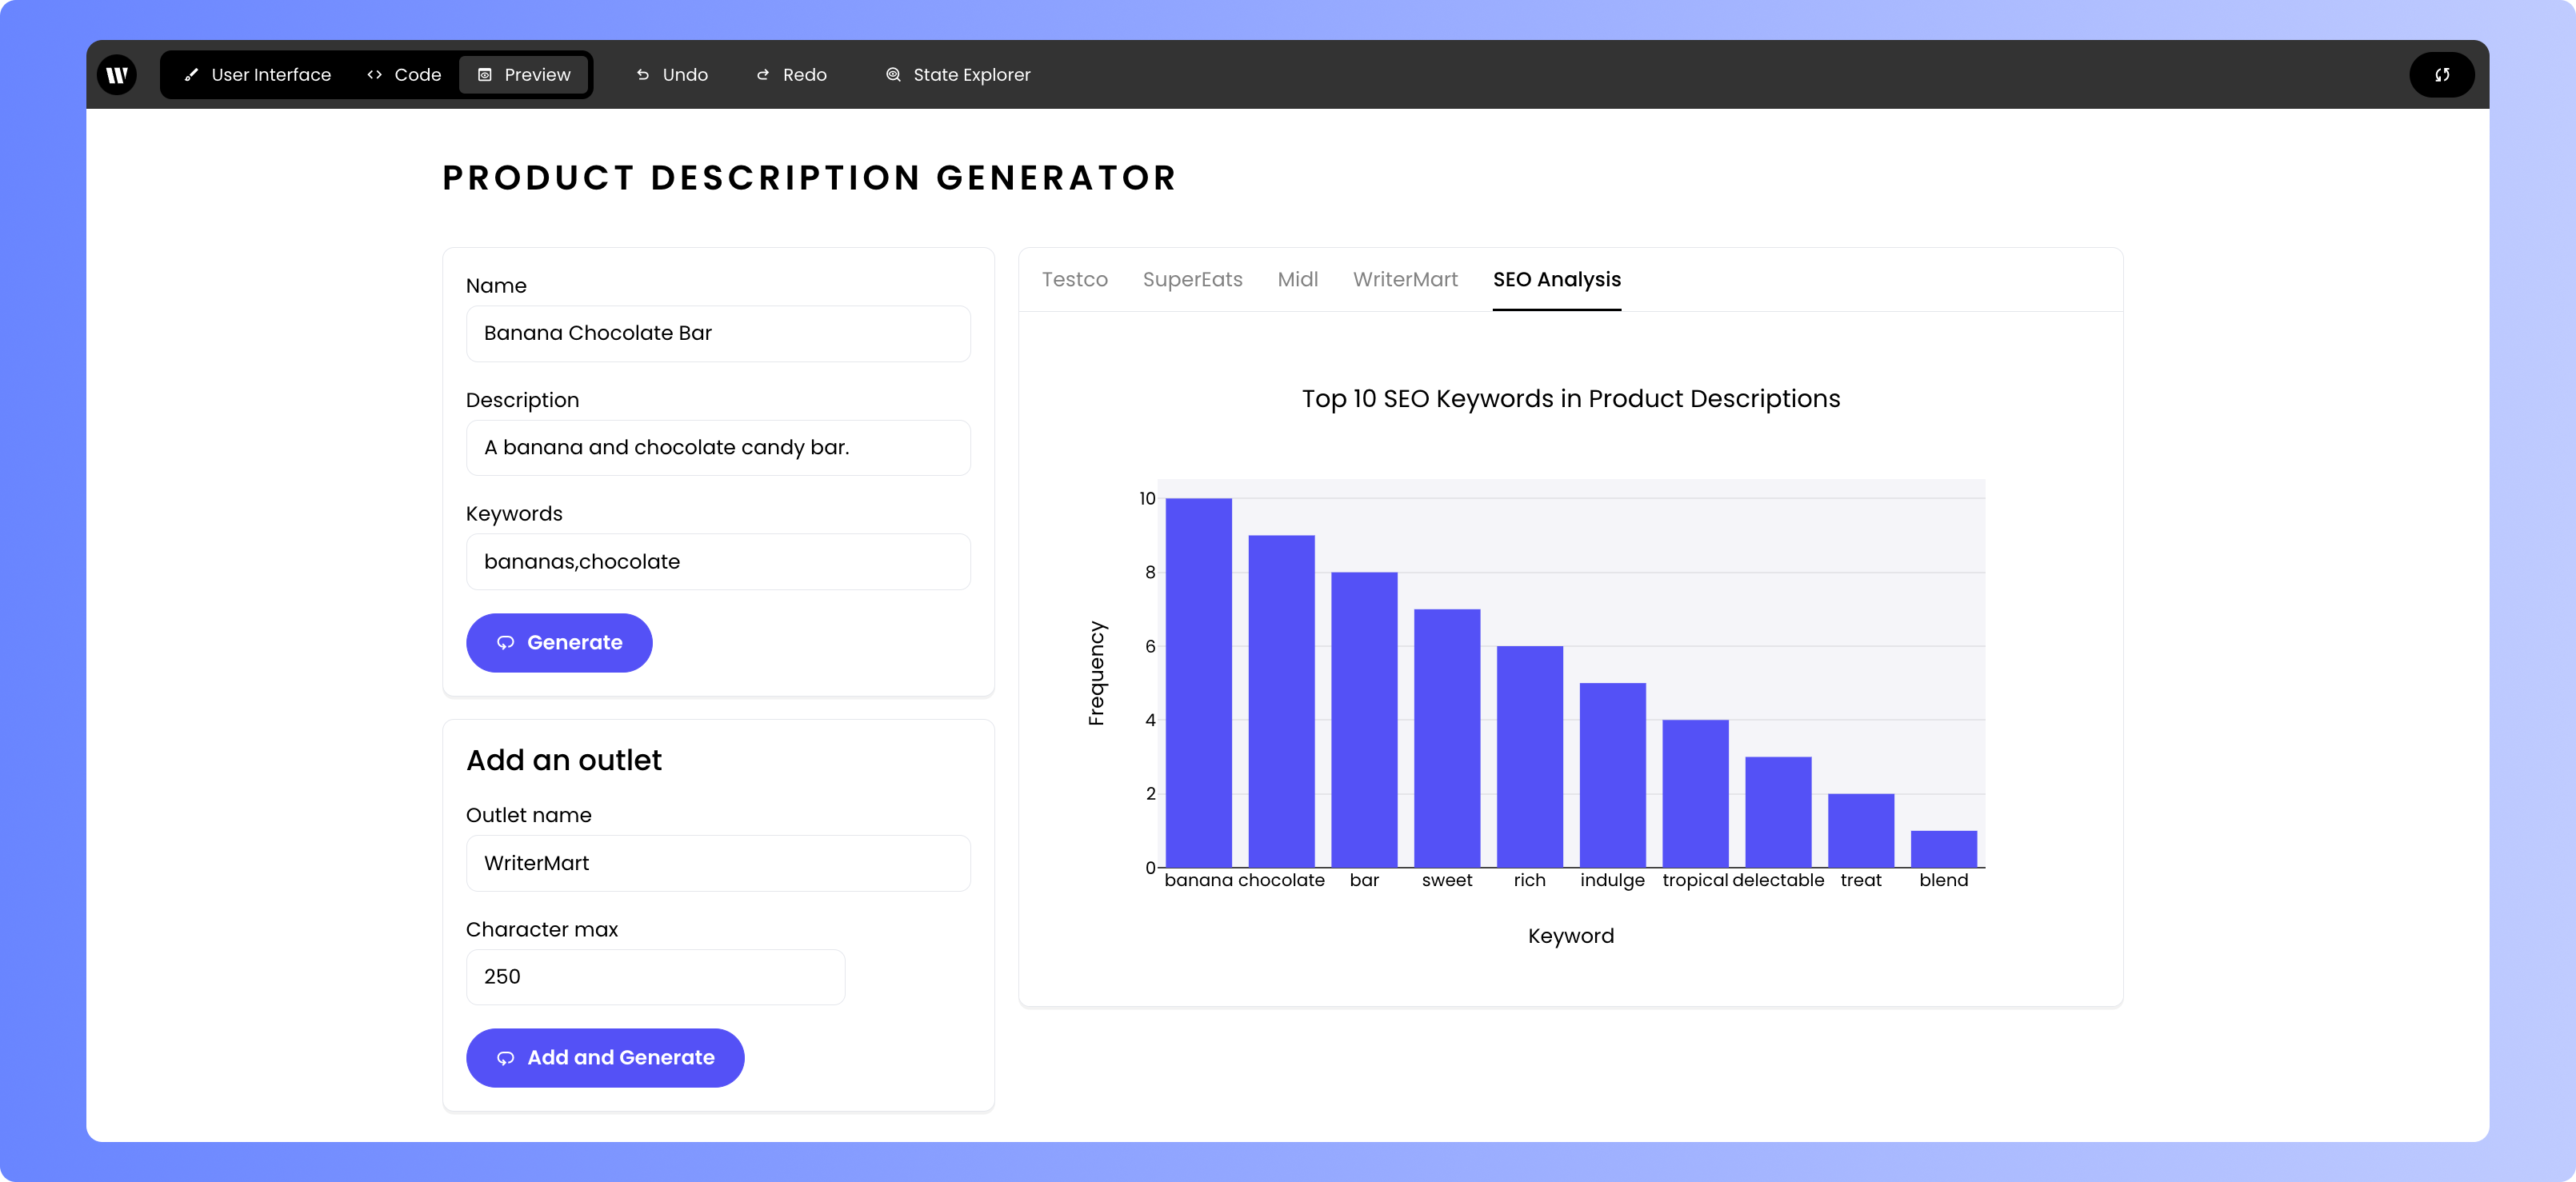 W
User Interface
Code
Preview
Undo
Redo
State Explorer
PRODUCT DESCRIPTION GENERATOR
Name
Banana Chocolate Bar
Description
A banana and chocolate candy bar.
Keywords
bananas,chocolate
Generate
Add an outlet
Outlet name
WriterMart
Character max
250
Add and Generate
Testco SuperEats Midl WriterMart SEO Analysis
Top 10 SEO Keywords in Product Descriptions
Frequency
10
8
6
4
2
0
banana chocolate bar sweet rich indulge tropical delectable treat blend
Keyword